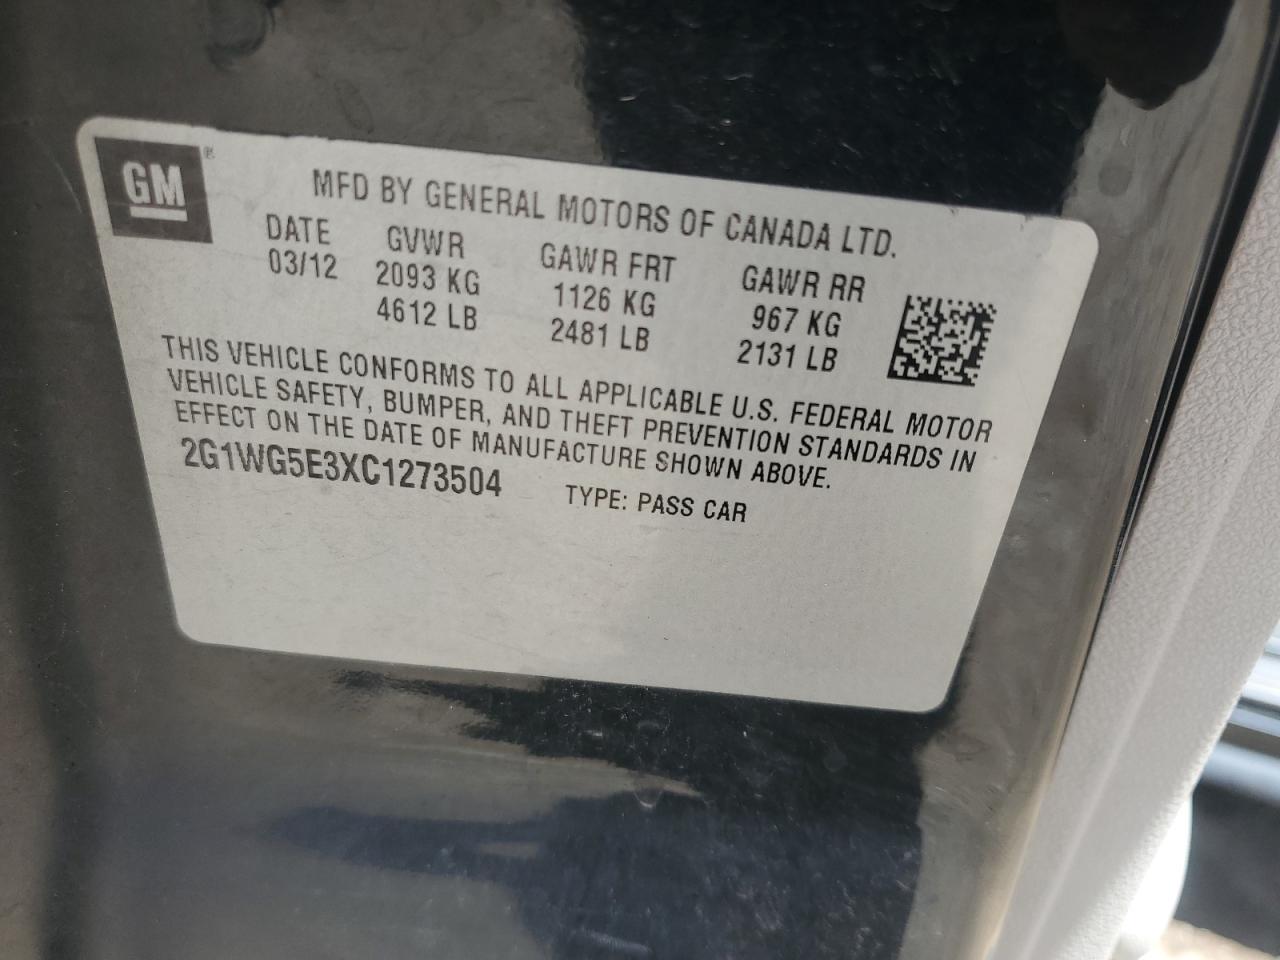 GM®
MFD BY GENERAL MOTORS OF CANADA LTD.
DATE GVWR GAWR FRT GAWR RR
03/12 2093 KG 1126 KG 967 KG
4612 LB 2481 LB 2131 LB
THIS VEHICLE CONFORMS TO ALL APPLICABLE U.S. FEDERAL MOTOR
VEHICLE SAFETY, BUMPER, AND THEFT PREVENTION STANDARDS IN
EFFECT ON THE DATE OF MANUFACTURE SHOWN ABOVE.
2G1WG5E3XC1273504 TYPE: PASS CAR